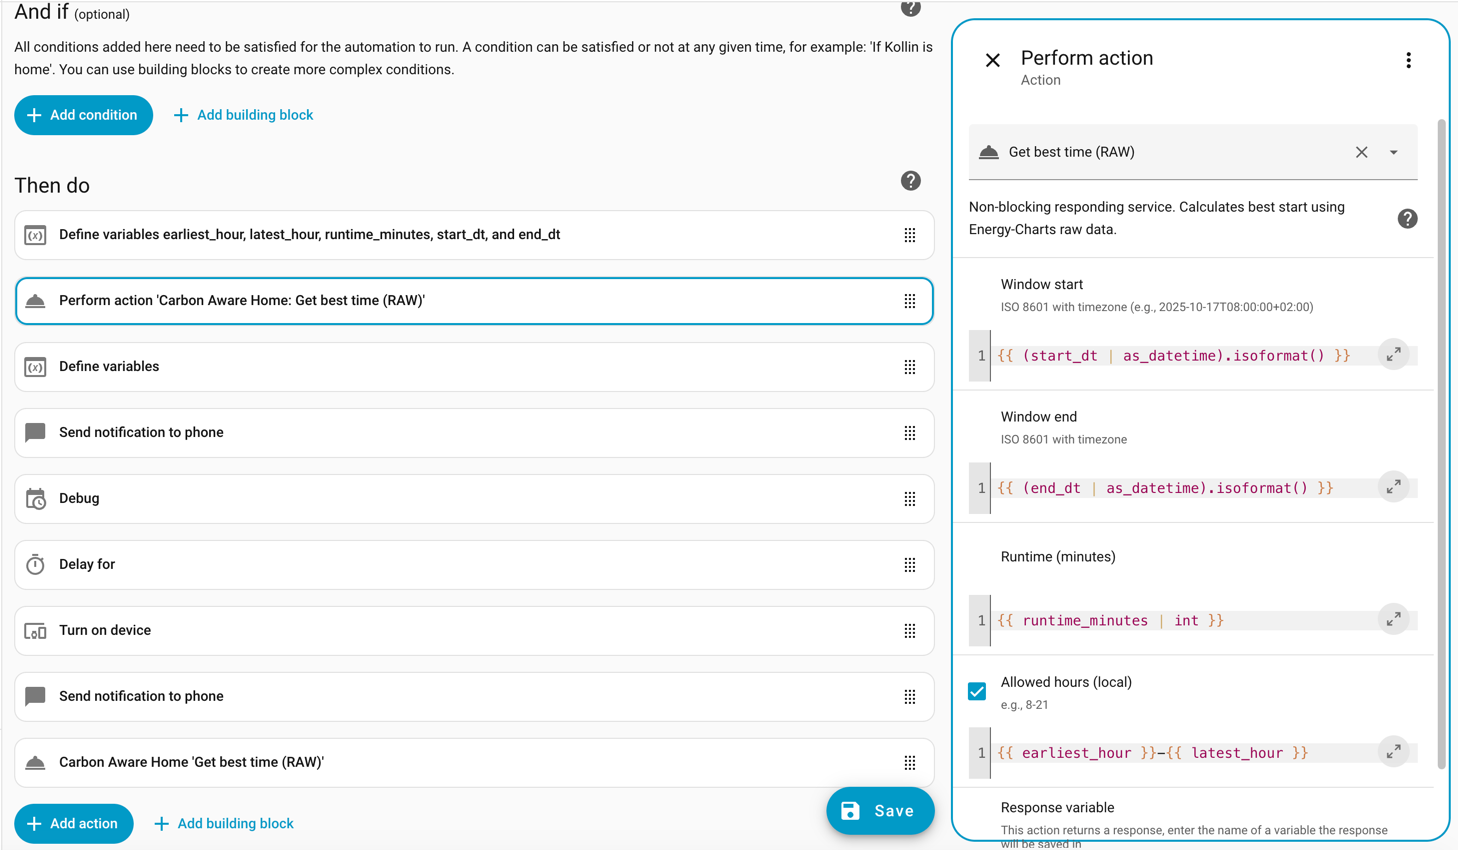 And if (optional)
All conditions added here need to be satisfied for the automation to run. A condition can be satisfied or not at any given time, for example: 'If Kollin is
home'. You can use building blocks to create more complex conditions.
Add condition
Add building block
Then do
Define variables earliest_hour, latest_hour, runtime_minutes, start_dt, and end_dt
Perform action 'Carbon Aware Home: Get best time (RAW)'
Define variables
Send notification to phone
Debug
Delay for
Turn on device
Send notification to phone
Carbon Aware Home 'Get best time (RAW)'
Add action
Add building block
Save
Perform action
Action
Get best time (RAW)
Non-blocking responding service. Calculates best start using
Energy-Charts raw data.
Window start
ISO 8601 with timezone (e.g., 2025-10-17T08:00:00+02:00)
1 {{ (start_dt | as_datetime).isoformat() }}
Window end
ISO 8601 with timezone
1 {{ (end_dt | as_datetime).isoformat() }}
Runtime (minutes)
1 {{ runtime_minutes | int }}
Allowed hours (local)
e.g., 8-21
1 {{ earliest_hour }}–{{ latest_hour }}
Response variable
This action returns a response, enter the name of a variable the response
will be saved in